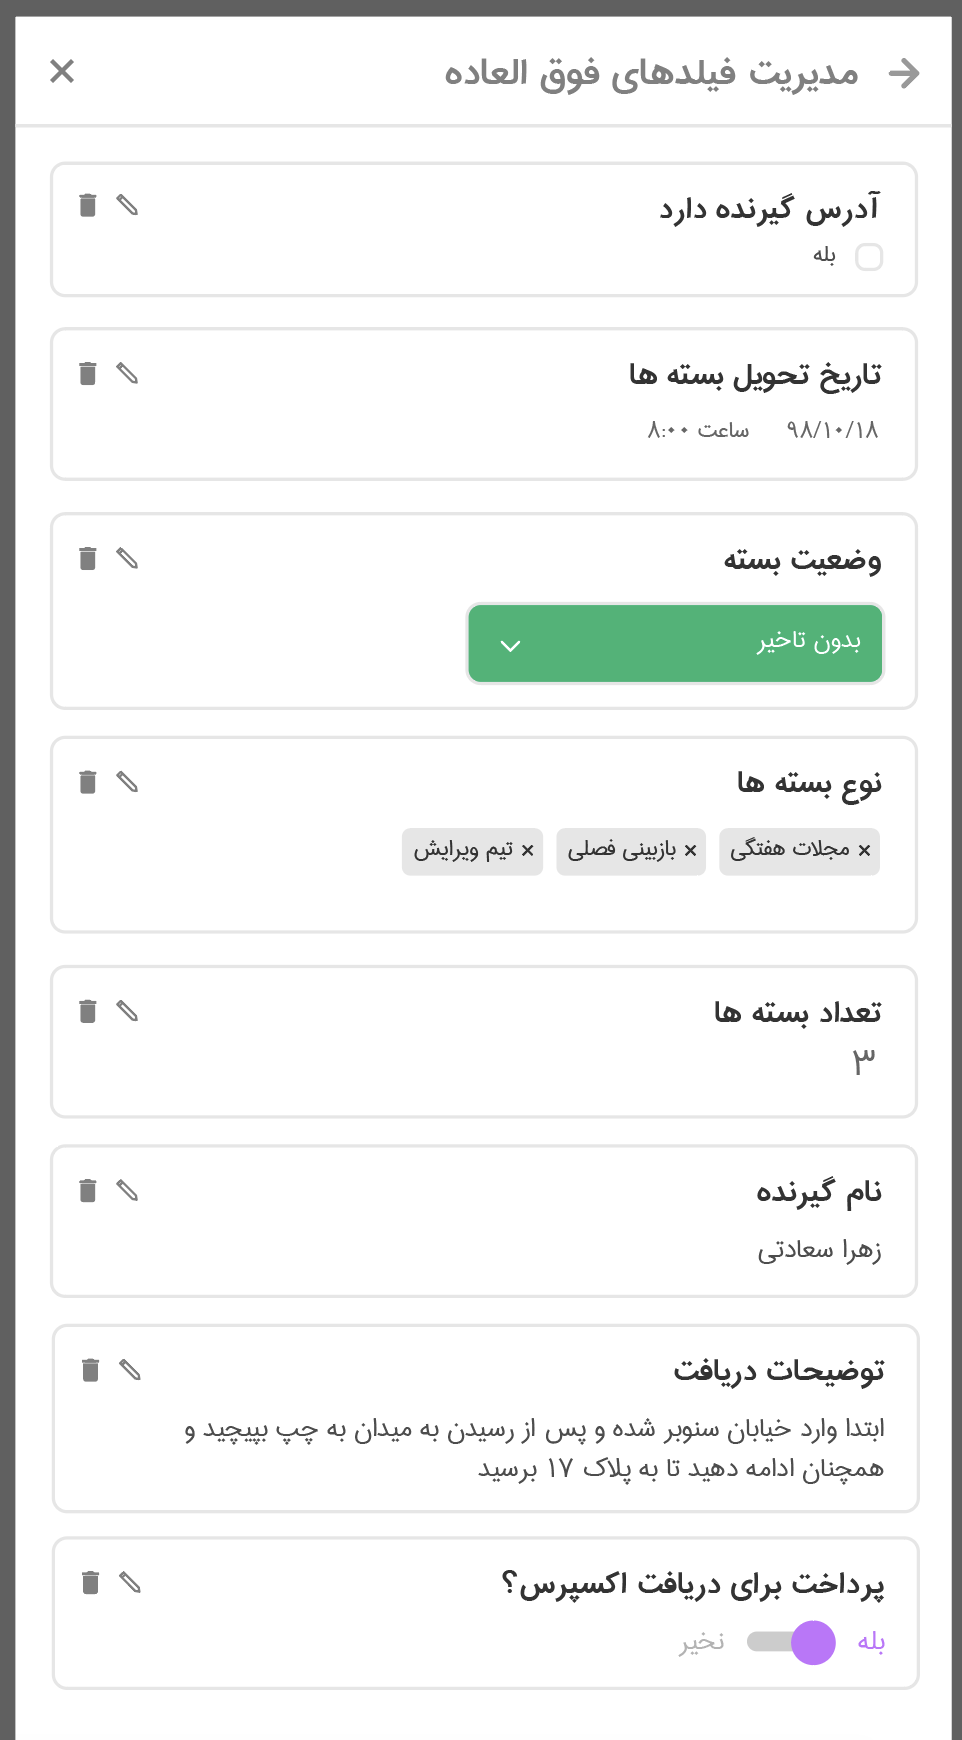 مدیریت فیلدهای فوق العاده
آدرس گیرنده دارد
بله
تاریخ تحویل بسته ها
۹۸/۱۰/۱۸ ساعت ۸:۰۰
وضعیت بسته
بدون تاخیر
نوع بسته ها
مجلات هفتگی بازبینی فصلی تیم ویرایش
تعداد بسته ها
۳
نام گیرنده
زهرا سعادتی
توضیحات دریافت
ابتدا وارد خیابان سنوبر شده و پس از رسیدن به میدان به چپ بپیچید و
همچنان ادامه دهید تا به پلاک ۱۷ برسید
پرداخت برای دریافت اکسپرس؟
بله نخیر